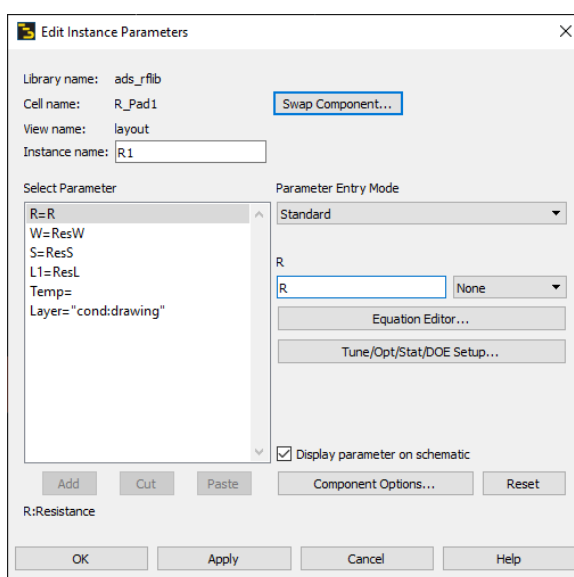 Edit Instance Parameters
Library name: ads_rflib
Cell name: R_Pad1
Swap Component...
View name: layout
Instance name: R1
Select Parameter
Parameter Entry Mode
R=R
Standard
W=ResW
S=ResS
L1=ResL
Temp=
Layer="cond:drawing"
R
R None
Equation Editor...
Tune/Opt/Stat/DOE Setup...
Display parameter on schematic
Add Cut Paste
Component Options... Reset
R:Resistance
OK Apply Cancel Help